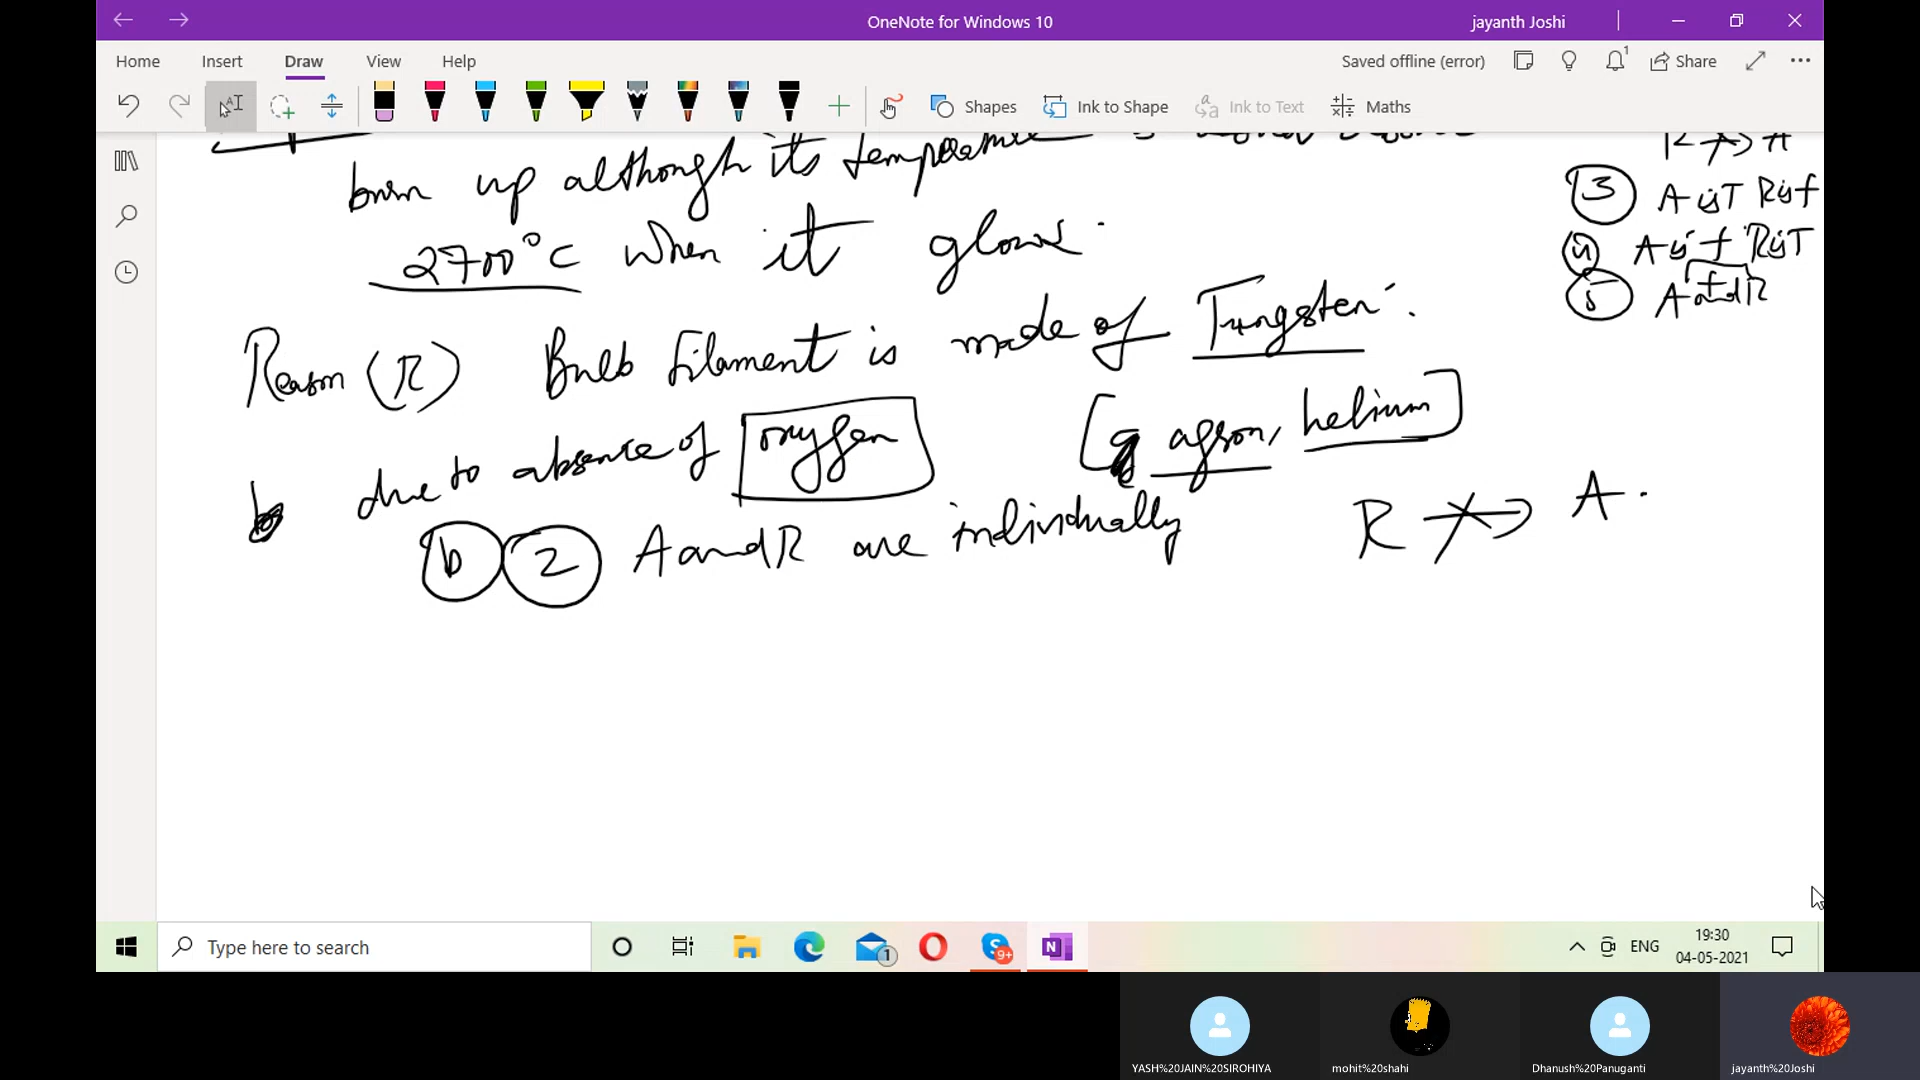 OneNote for Windows 10
jayanth Joshi
Home Insert Draw View Help
Saved offline (error)
1
Share
Shapes
Ink to Shape
Ink to Text
Maths
R A
burn up although its temperature is
3 A is T R is f
2700°C when it glows.
4 A is f R is T
5 A and R
f
Reason (R) Bulb filament is made of Tungsten.
due to absence of oxygen
[ argon, helium]
b 2 A and R are individually R → A.
Type here to search
1
9+
ENG
19:30
04-05-2021
YASH%20JAIN%20SIROHIYA
mohit%20shahi
Dhanush%20Panuganti
jayanth%20Joshi